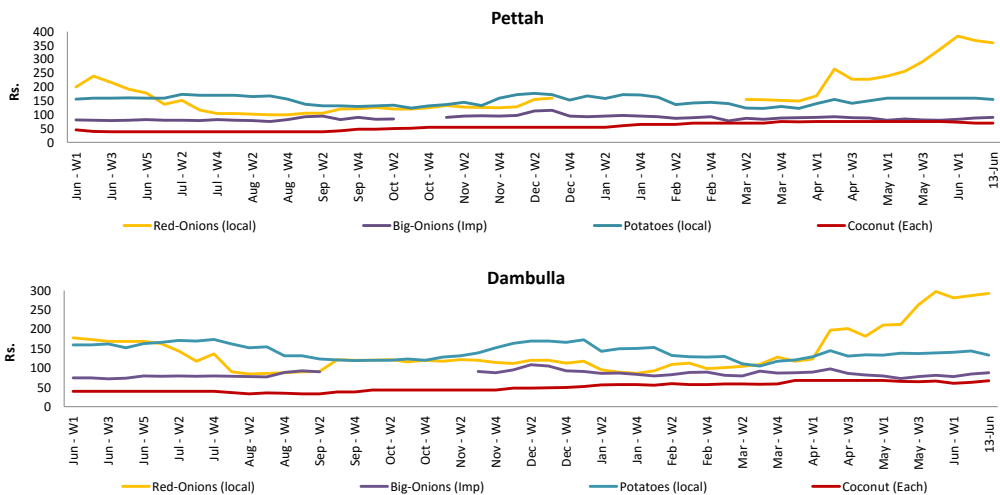 Pettah
Rs.
400
350
300
250
200
150
100
50
0
Jun - W1
Jun - W3
Jun - W5
Jul - W2
Jul - W4
Aug - W2
Aug - W4
Sep - W2
Sep - W4
Oct - W2
Oct - W4
Nov - W2
Nov - W4
Dec - W2
Dec - W4
Jan - W2
Jan - W4
Feb - W2
Feb - W4
Mar - W2
Mar - W4
Apr - W1
Apr - W3
May - W1
May - W3
Jun - W1
13-Jun
Red-Onions (local) Big-Onions (Imp) Potatoes (local) Coconut (Each)
Dambulla
Rs.
300
250
200
150
100
50
0
Jun - W1
Jun - W3
Jun - W5
Jul - W2
Jul - W4
Aug - W2
Aug - W4
Sep - W2
Sep - W4
Oct - W2
Oct - W4
Nov - W2
Nov - W4
Dec - W2
Dec - W4
Jan - W2
Jan - W4
Feb - W2
Feb - W4
Mar - W2
Mar - W4
Apr - W1
Apr - W3
May - W1
May - W3
Jun - W1
13-Jun
Red-Onions (local) Big-Onions (Imp) Potatoes (local) Coconut (Each)